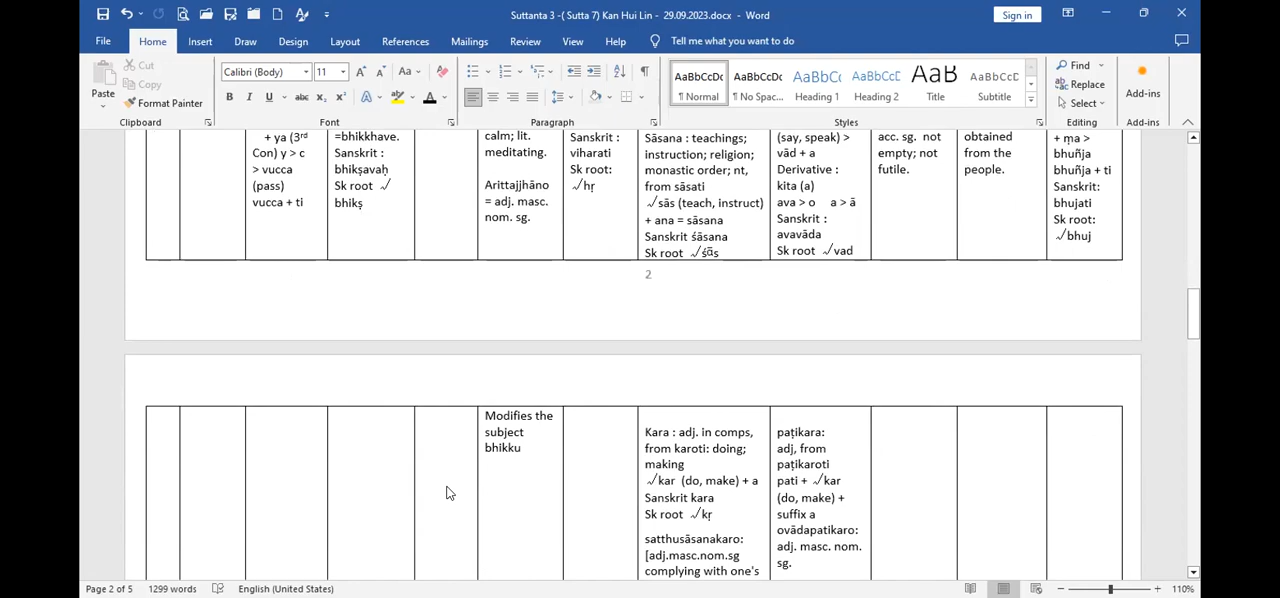 Suttanta 3 -( Sutta 7) Kan Hui Lin - 29.09.2023.docx - Word
Sign in
File Home Insert Draw Design Layout References Mailings Review View Help Tell me what you want to do
Paste
Cut
Copy
Format Painter
Clipboard
Calibri (Body) 11
Font
Paragraph
AaBbCcDc
¶ Normal
AaBbCcDc
¶ No Spac...
AaBbCc
Heading 1
AaBbCcD
Heading 2
AaB
Title
AaBbCcD
Subtitle
Styles
Find
Replace
Select
Editing
Add-ins
Add-ins
+ ya (3rd
Con) y > c
> vucca
(pass)
vucca + ti
=bhikkhave.
Sanskrit :
bhikṣavaḥ
Sk root √
bhikṣ
calm; lit.
meditating.
Arittajjhāno
= adj. masc.
nom. sg.
Sanskrit :
viharati
Sk root:
√hṛ
Sāsana : teachings;
instruction; religion;
monastic order; nt,
from sāsati
√sās (teach, instruct)
+ ana = sāsana
Sanskrit śāsana
Sk root √śās
(say, speak) >
vād + a
Derivative :
kita (a)
ava > o a > ā
Sanskrit :
avavāda
Sk root √vad
acc. sg. not
empty; not
futile.
obtained
from the
people.
+ ṃa >
bhuñja
bhuñja + ti
Sanskrit:
bhujati
Sk root:
√bhuj
2
Modifies the
subject
bhikku
Kara : adj. in comps,
from karoti: doing;
making
√kar (do, make) + a
Sanskrit kara
Sk root √kṛ
satthusāsanakaro:
[adj.masc.nom.sg
complying with one's
paṭikara:
adj, from
paṭikaroti
pati + √kar
(do, make) +
suffix a
ovādapatikaro:
adj. masc. nom.
sg.
Page 2 of 5 1299 words English (United States) 110%